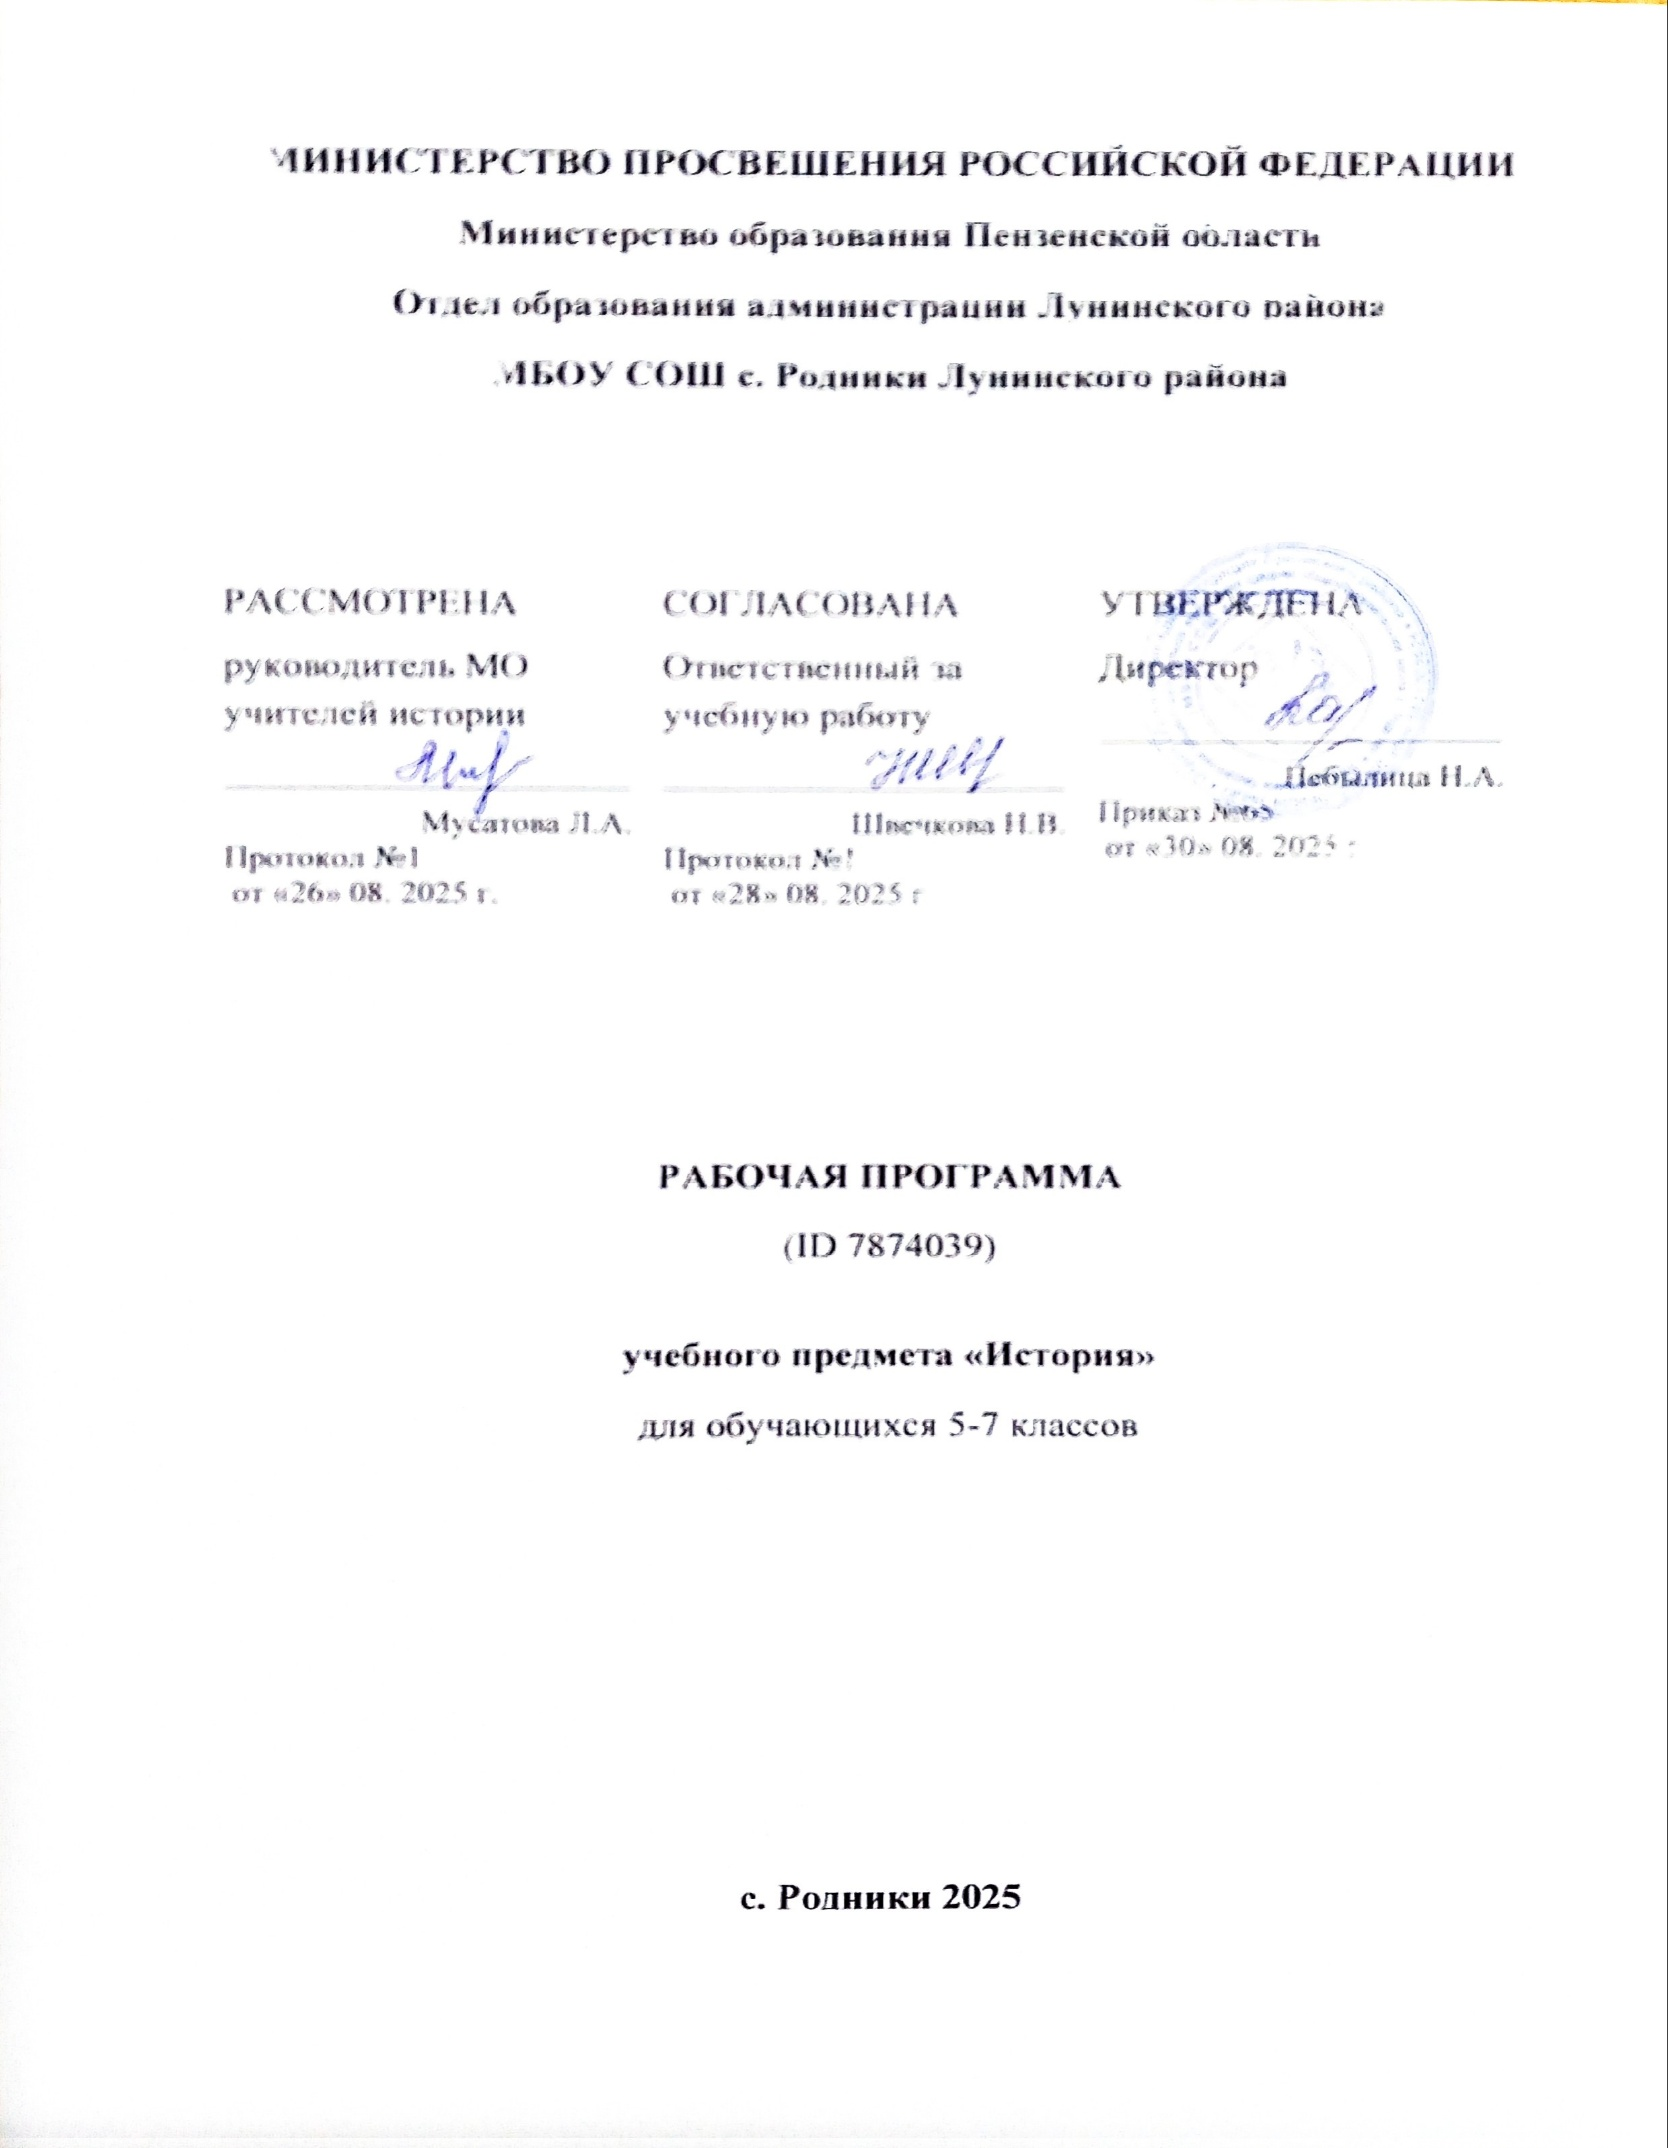 МИНИСТЕРСТВО ПРОСВЕЩЕНИЯ РОССИЙСКОЙ ФЕДЕРАЦИИ
Министерство образования Пензенской области
Отдел образования администрации Лунинского района
МБОУ СОШ с. Родники Лунинского района
РАССМОТРЕНА
руководитель МО
учителей истории
Мусатова Л.А.
Протокол №1
от «26» 08. 2025 г.
СОГЛАСОВАНА
Ответственный за
учебную работу
Швечкова Н.В.
Протокол №1
от «28» 08. 2025 г
УТВЕРЖДЕНА
Директор
Небылица Н.А.
Приказ
от «30» 08. 2025 г
РАБОЧАЯ ПРОГРАММА
(ID 7874039)
учебного предмета «История»
для обучающихся 5-7 классов
с. Родники 2025